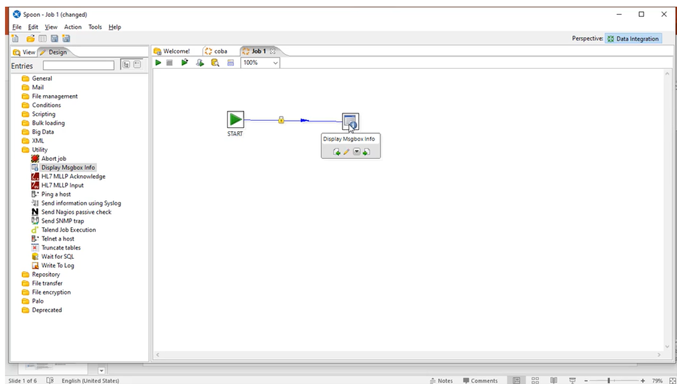 Spoon - Job 1 (changed)
File Edit View Action Tools Help
Perspective: Data Integration
View Design
Welcome! coba Job 1
Entries
100%
General
Mail
File management
Conditions
Scripting
Bulk loading
Big Data
XML
Utility
Abort job
Display Msgbox Info
HL7 MLLP Acknowledge
HL7 MLLP Input
Ping a host
Send information using Syslog
Send Nagios passive check
Send SNMP trap
Talend Job Execution
Telnet a host
Truncate tables
Wait for SQL
Write To Log
Repository
File transfer
File encryption
Palo
Deprecated
START
Display Msgbox Info
Slide 1 of 6 English (United States) Notes Comments 79%